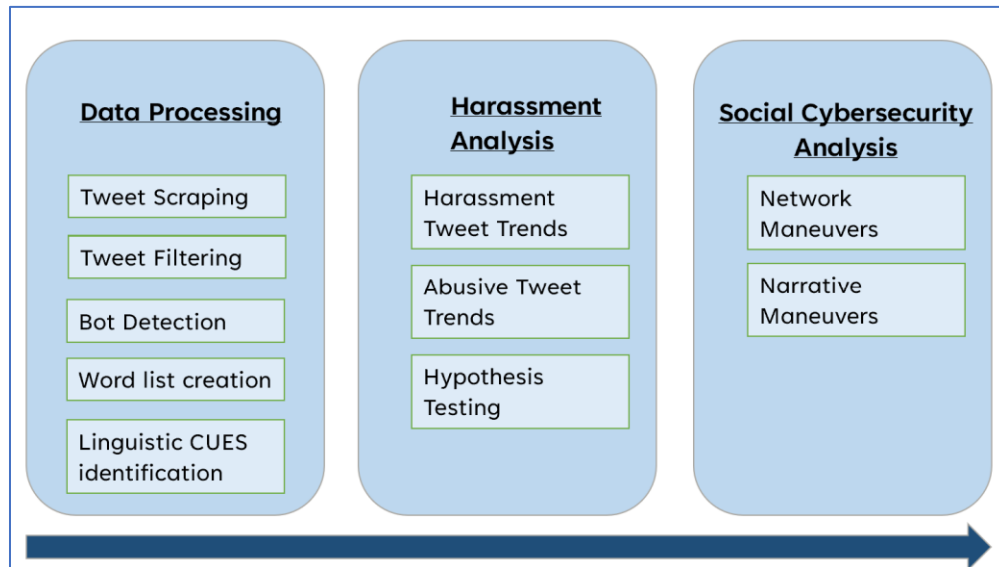 Data Processing
Tweet Scraping
Tweet Filtering
Bot Detection
Word list creation
Linguistic CUES
identification
Harassment
Analysis
Harassment
Tweet Trends
Abusive Tweet
Trends
Hypothesis
Testing
Social Cybersecurity
Analysis
Network
Maneuvers
Narrative
Maneuvers